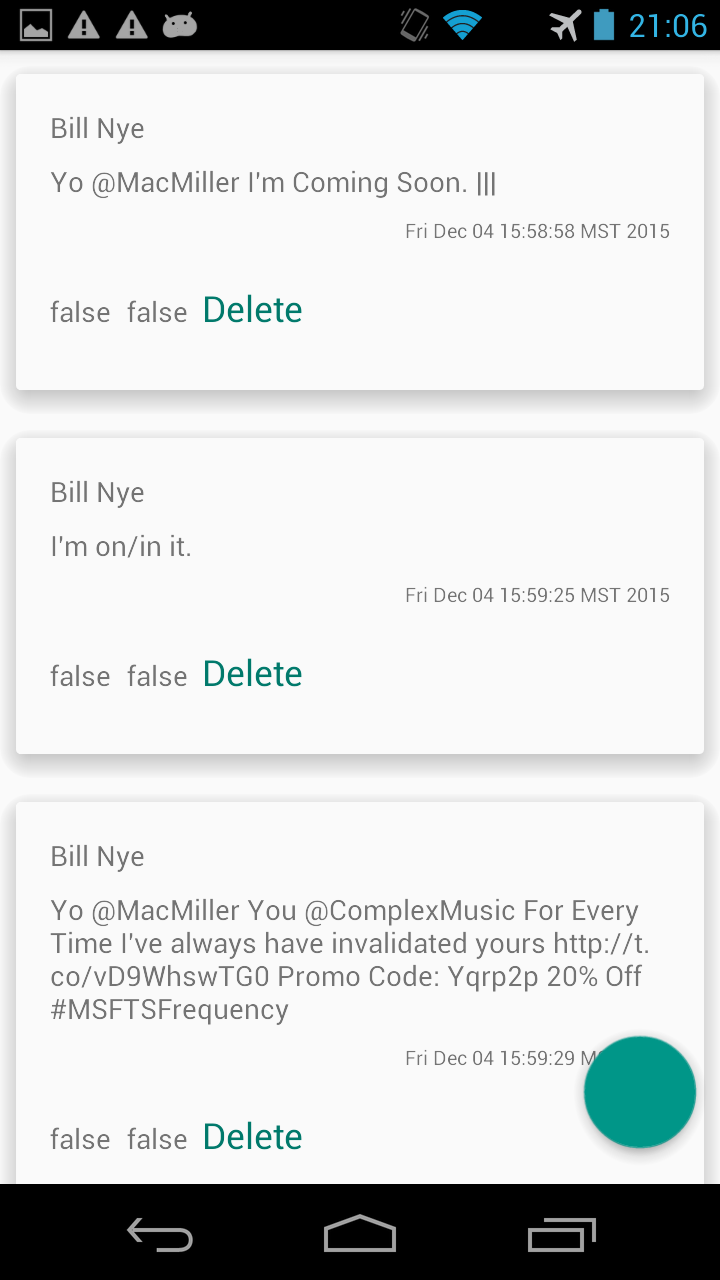 21:06
Bill Nye
Yo @MacMiller I'm Coming Soon. |||
Fri Dec 04 15:58:58 MST 2015
false false Delete
Bill Nye
I'm on/in it.
Fri Dec 04 15:59:25 MST 2015
false false Delete
Bill Nye
Yo @MacMiller You @ComplexMusic For Every
Time I've always have invalidated yours http://t.
co/vD9WhswTG0 Promo Code: Yqrp2p 20% Off
#MSFTSFrequency
Fri Dec 04 15:59:29
false false Delete